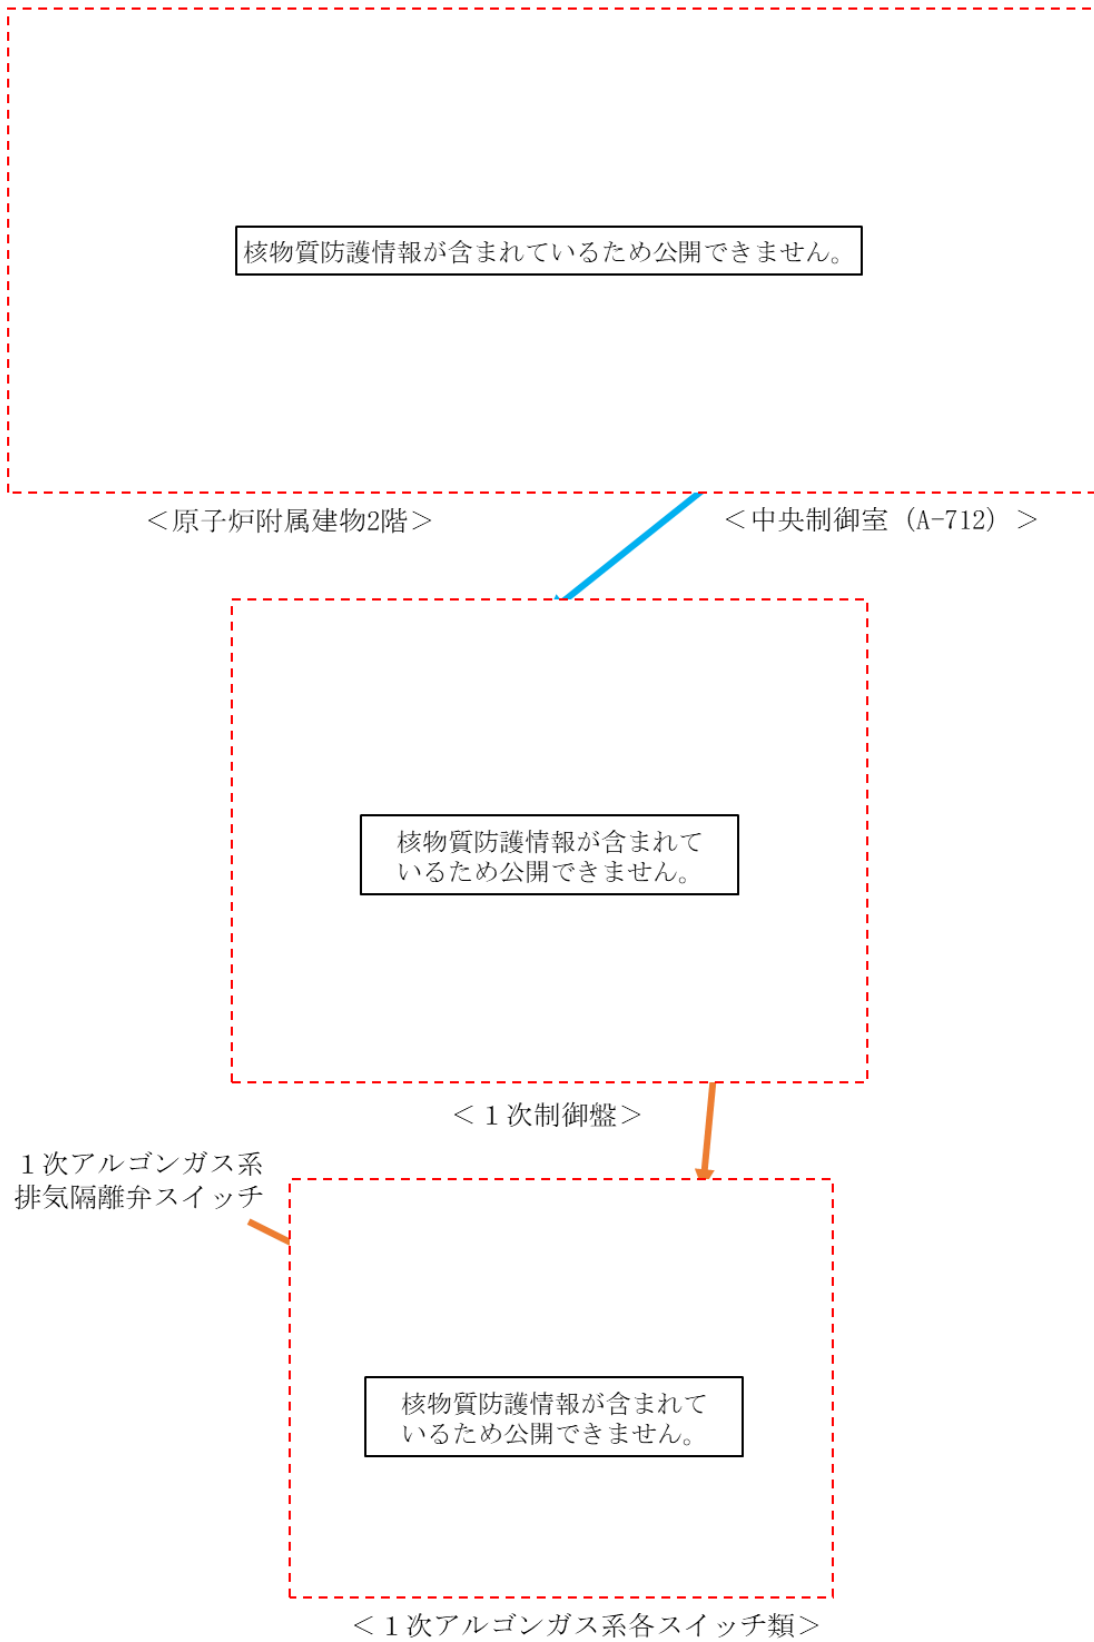 核物質防護情報が含まれているため公開できません。
＜原子炉附属建物2階＞
＜中央制御室（A-712）＞
核物質防護情報が含まれて
いるため公開できません。
＜１次制御盤＞
１次アルゴンガス系
排気隔離弁スイッチ
核物質防護情報が含まれて
いるため公開できません。
＜１次アルゴンガス系各スイッチ類＞